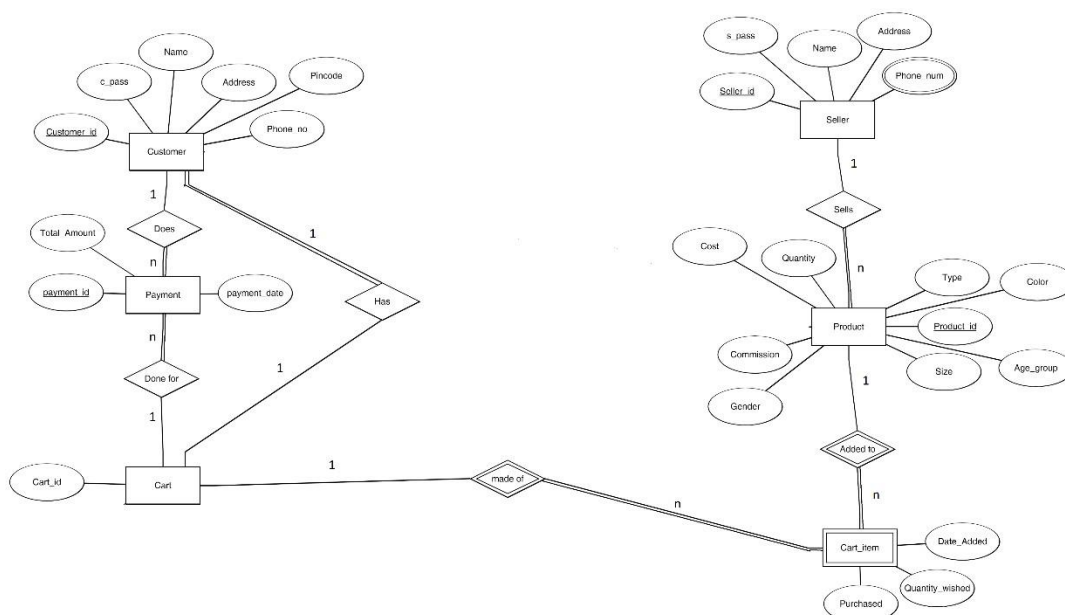 Name
c_pass
Address
Pincode
Customer_id
Phone_no
Customer
1
Does
n
Total_Amount
payment_id
Payment
payment_date
n
Done for
1
Cart_id
Cart
1
Has
1
1
made of
n
s_pass
Name
Address
Seller_id
Phone_num
Seller
1
Sells
n
Cost
Quantity
Type
Color
Product
Product_id
Commission
Size
Age_group
Gender
1
Added to
n
Cart_item
Date_Added
Quantity_wished
Purchased